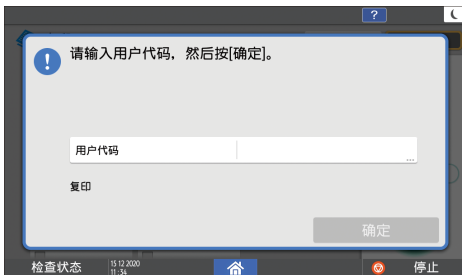 ?
请输入用户代码，然后按[确定]。
用户代码
...
复印
确定
检查状态
15 12 2020
11:34
停止